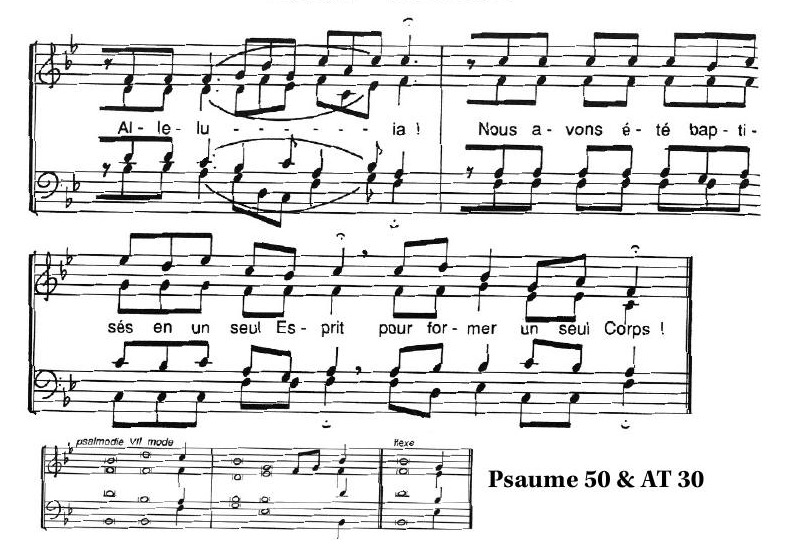 Al - le - lu - - - - - - ia ! Nous a - vons é - té bap - ti -
sés en un seul Es - prit pour for - mer un seul Corps !
psalmodie VII mode flexe
Psaume 50 & AT 30